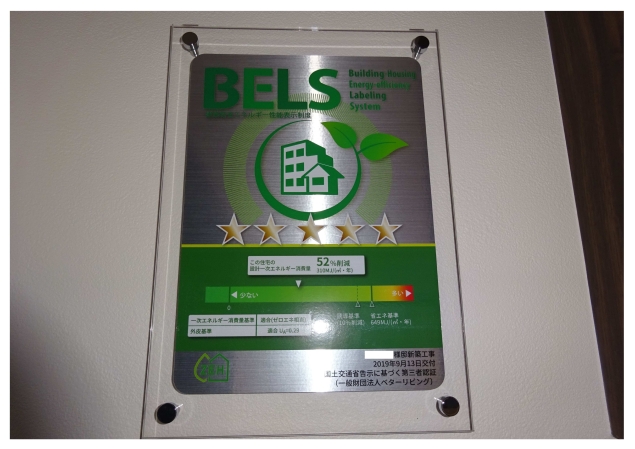 BELS
Building Housing
Energy-efficiency
Labeling
System
エネルギー性能表示制度
この住宅の
設計一次エネルギー消費量
52%削減
310MJ/(㎡・年)
少ない
多い
一次エネルギー消費量基準 適合(ゼロエネ相当)
外皮基準 適合 UA=0.29
誘導基準
(10%削減)
省エネ基準
649MJ/(㎡・年)
様邸新築工事
2019年9月13日交付
国土交通省告示に基づく第三者認証
(一般財団法人ベターリビング)